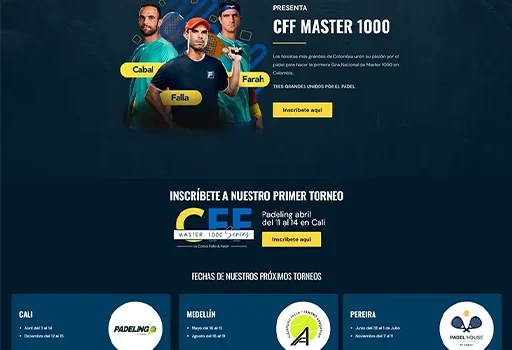 PRESENTA
CFF MASTER 1000
Los tenistas más grandes de Colombia unen su pasión por el
pádel para hacer la primera Gira Nacional de Master 1000 en
Colombia.
TRES GRANDES UNIDOS POR EL PÁDEL
Inscríbete aquí
Cabal
Falla
Farah
INSCRÍBETE A NUESTRO PRIMER TORNEO
CFF
MASTER 1000 Series
by Cabal Falla & Farah
Padeling abril
del 11 al 14 en Cali
Inscríbete aquí
FECHAS DE NUESTROS PRÓXIMOS TORNEOS
CALI
Abril del 11 al 14
Diciembre del 12 al 15
PADELING
MEDELLÍN
Mayo del 16 al 19
Agosto del 15 al 19
PEREIRA
Junio del 28 al 1 de Julio
Noviembre del 7 al 11
PADEL HOUSE